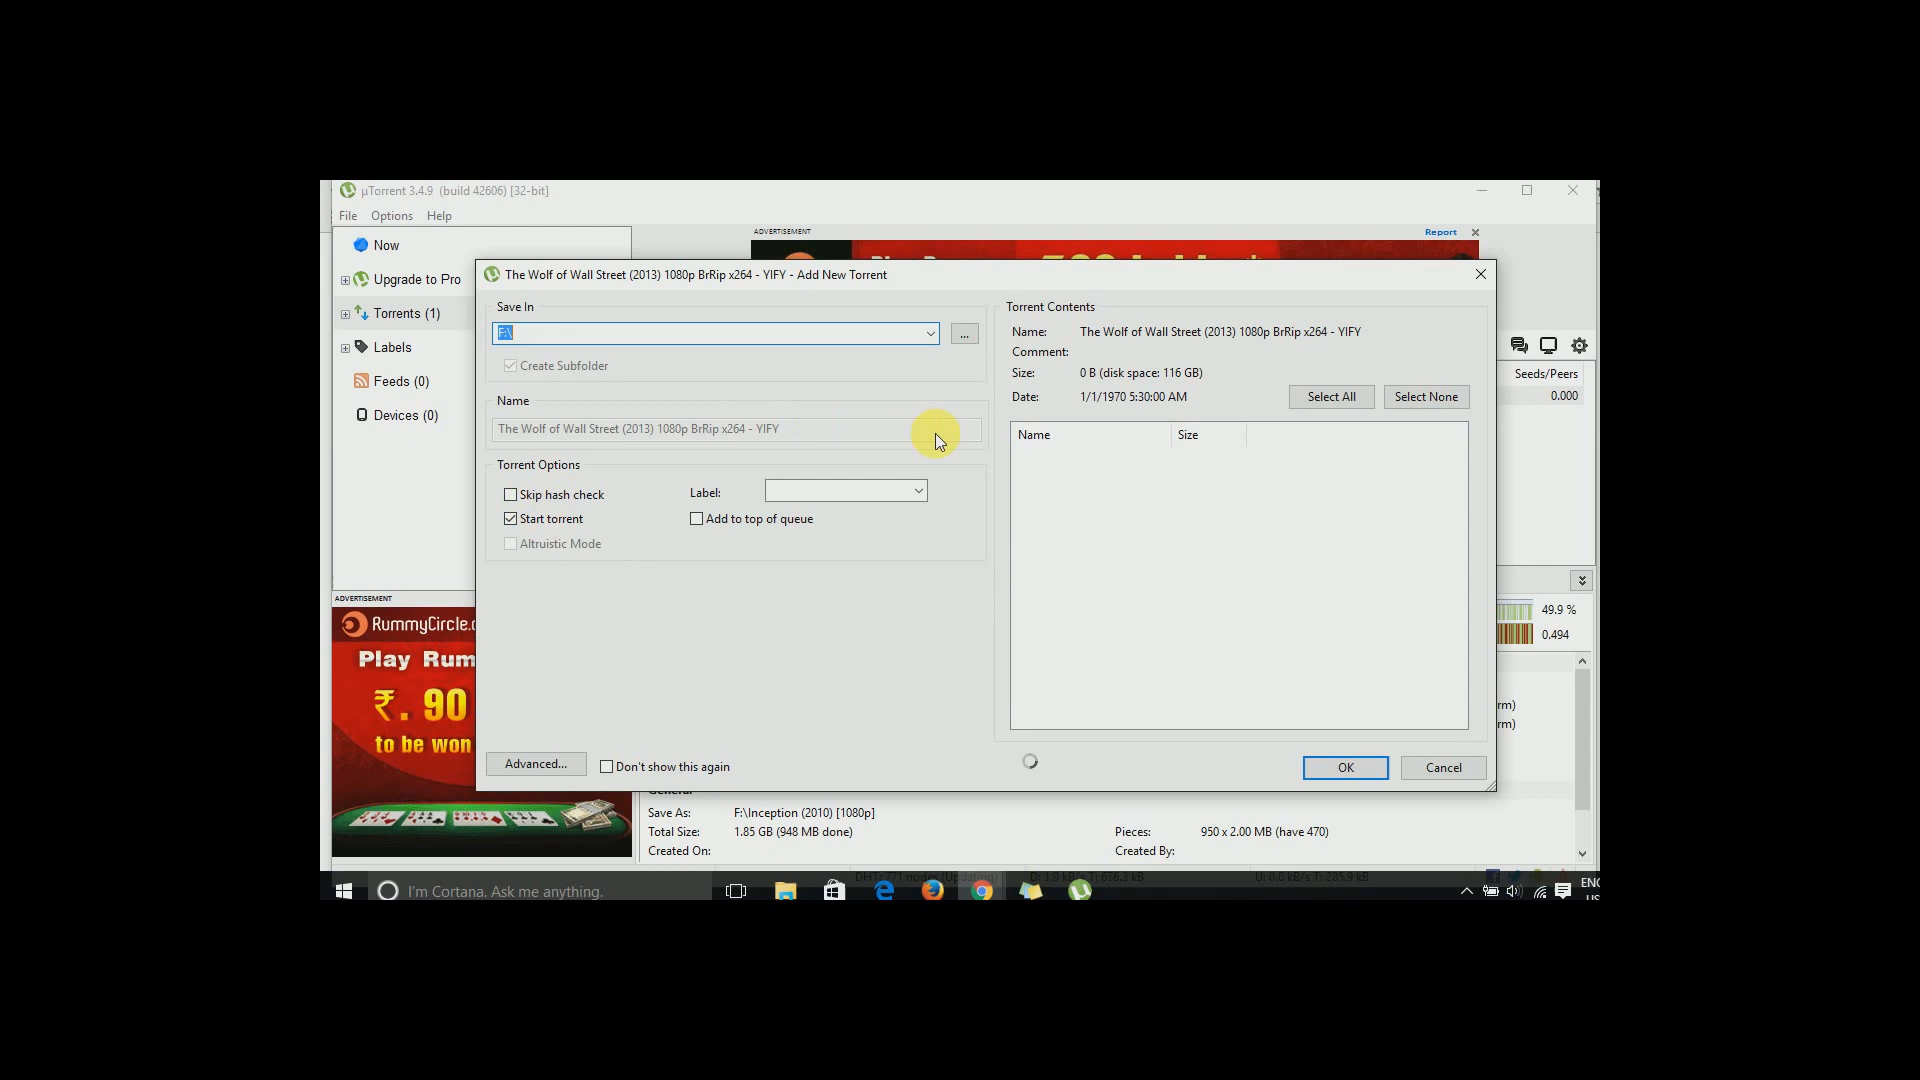 µTorrent 3.4.9 (build 42606) [32-bit]
File Options Help
ADVERTISEMENT Report
Now
Upgrade to Pro
Torrents (1)
Labels
Feeds (0)
Devices (0)
The Wolf of Wall Street (2013) 1080p BrRip x264 - YIFY - Add New Torrent
Save In
F:\
...
Create Subfolder
Name
The Wolf of Wall Street (2013) 1080p BrRip x264 - YIFY
Torrent Options
Skip hash check
Label:
Start torrent
Add to top of queue
Altruistic Mode
Advanced...
Don't show this again
Torrent Contents
Name: The Wolf of Wall Street (2013) 1080p BrRip x264 - YIFY
Comment:
Size: 0 B (disk space: 116 GB)
Date: 1/1/1970 5:30:00 AM
Select All
Select None
Name Size
OK
Cancel
Seeds/Peers
0.000
49.9 %
0.494
rm)
rm)
ADVERTISEMENT
RummyCircle.c
Play Rum
₹. 90
to be won
General
Save As: F:\Inception (2010) [1080p]
Total Size: 1.85 GB (948 MB done)
Pieces: 950 x 2.00 MB (have 470)
Created On:
Created By:
DHT: 771 nodes (Updating)
I'm Cortana. Ask me anything.
ENG
US